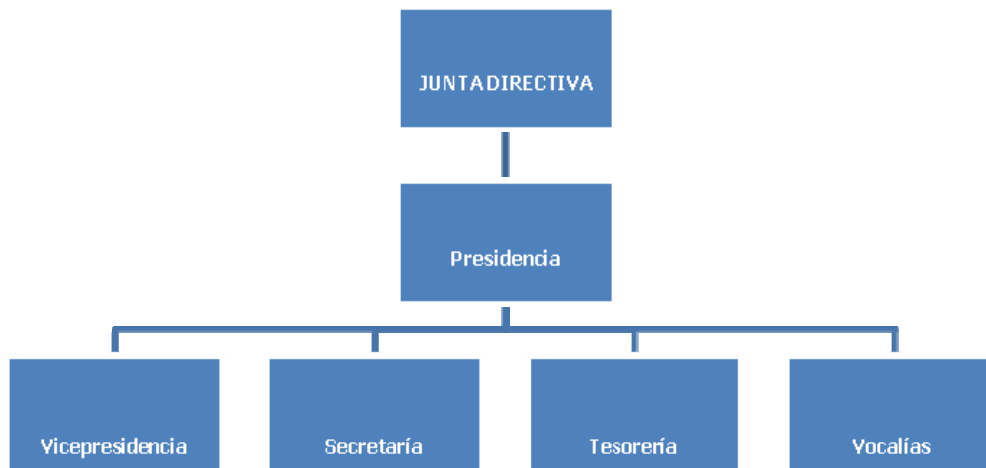 JUNTADIRECTIVA
Presidencia
Vicepresidencia
Secretaría
Tesorería
Vocalías